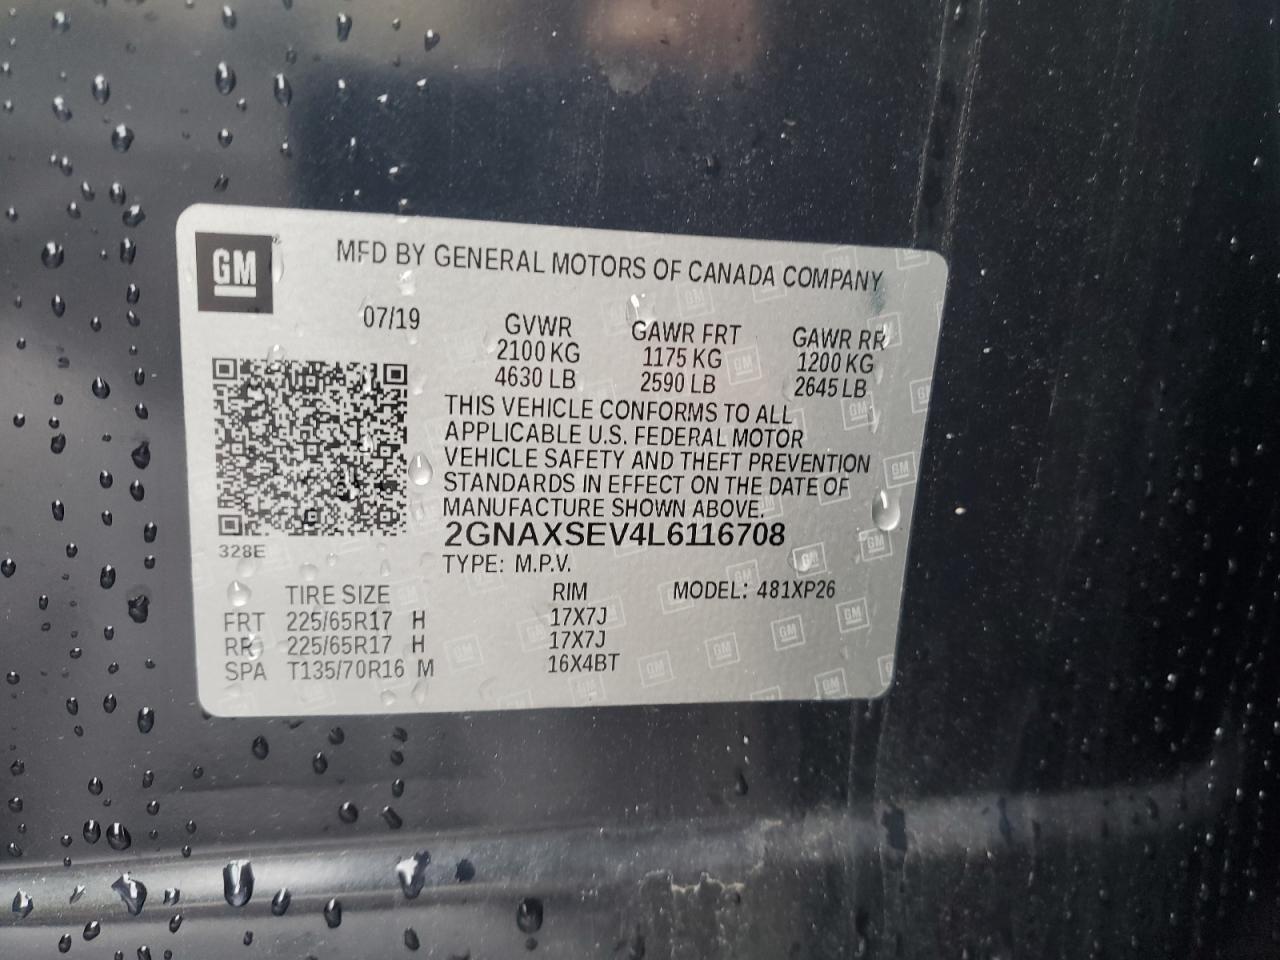 GM
MFD BY GENERAL MOTORS OF CANADA COMPANY
07/19 GVWR GAWR FRT GAWR RR
2100 KG 1175 KG 1200 KG
4630 LB 2590 LB 2645 LB
THIS VEHICLE CONFORMS TO ALL
APPLICABLE U.S. FEDERAL MOTOR
VEHICLE SAFETY AND THEFT PREVENTION
STANDARDS IN EFFECT ON THE DATE OF
MANUFACTURE SHOWN ABOVE.
2GNAXSEV4L6116708
328E
TYPE: M.P.V.
TIRE SIZE RIM MODEL: 481XP26
FRT 225/65R17 H 17X7J
RR 225/65R17 H 17X7J
SPA T135/70R16 M 16X4BT